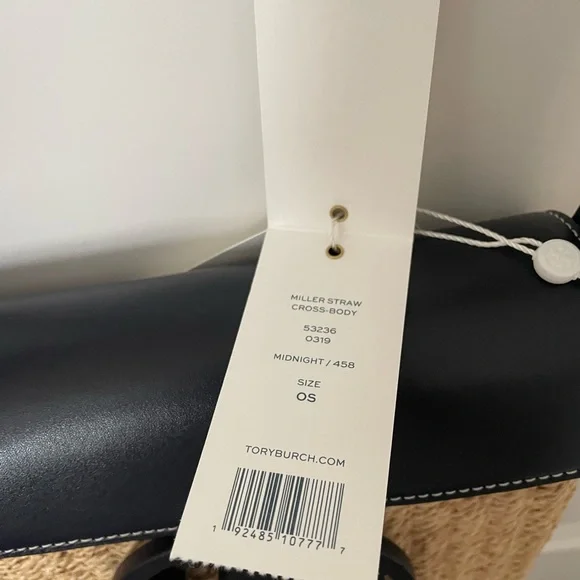 MILLER STRAW
CROSS-BODY
53236
0319
MIDNIGHT / 458
SIZE
OS
TORYBURCH.COM
1 92485 10777 7